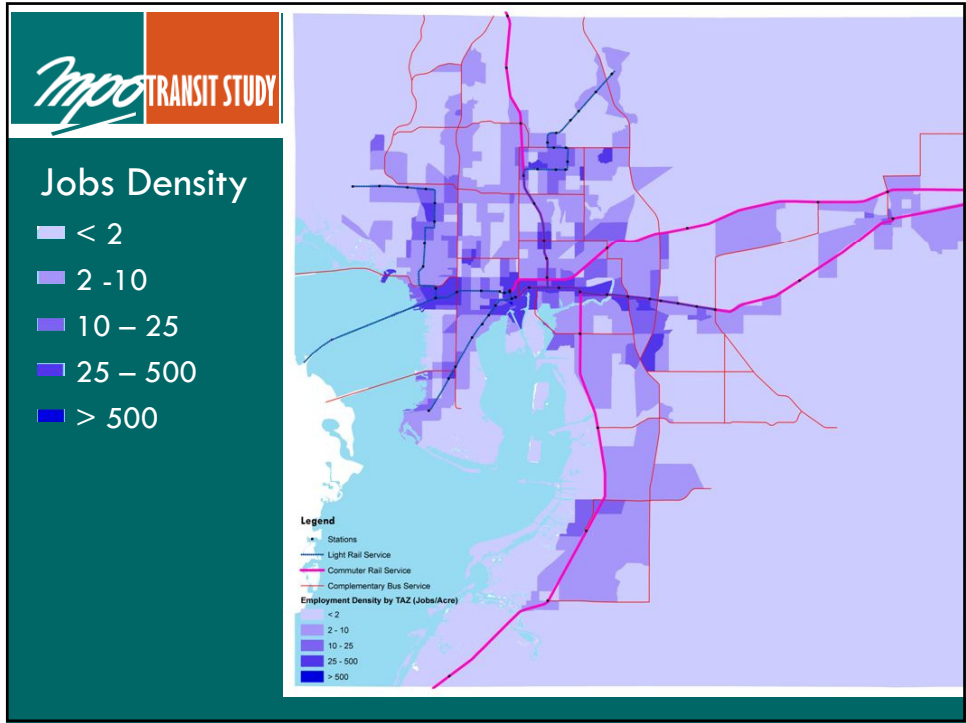 mpo TRANSIT STUDY
Jobs Density
< 2
2 -10
10 – 25
25 – 500
> 500
Legend
Stations
Light Rail Service
Commuter Rail Service
Complementary Bus Service
Employment Density by TAZ (Jobs/Acre)
< 2
2 - 10
10 - 25
25 - 500
> 500